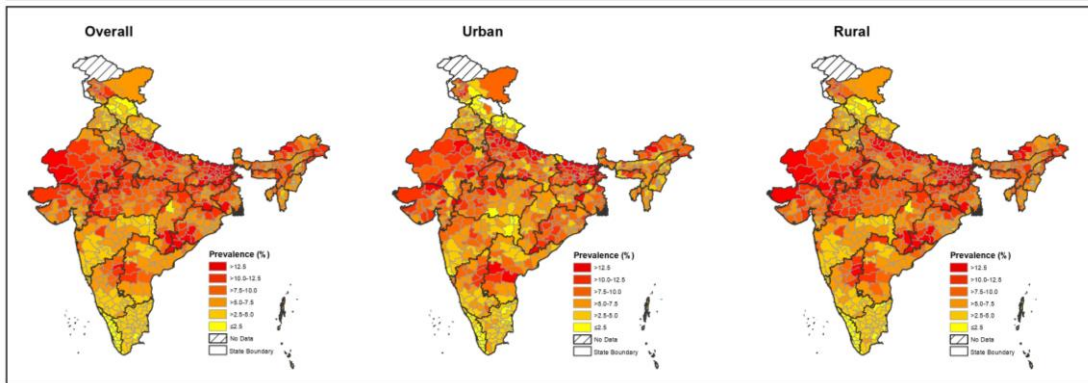 Overall
Urban
Rural
Prevalence (%)
>12.5
>10.0-12.5
>7.5-10.0
>5.0-7.5
>2.5-5.0
≤2.5
No Data
State Boundary
Prevalence (%)
>12.5
>10.0-12.5
>7.5-10.0
>5.0-7.5
>2.5-5.0
≤2.5
No Data
State Boundary
Prevalence (%)
>12.5
>10.0-12.5
>7.5-10.0
>5.0-7.5
>2.5-5.0
≤2.5
No Data
State Boundary